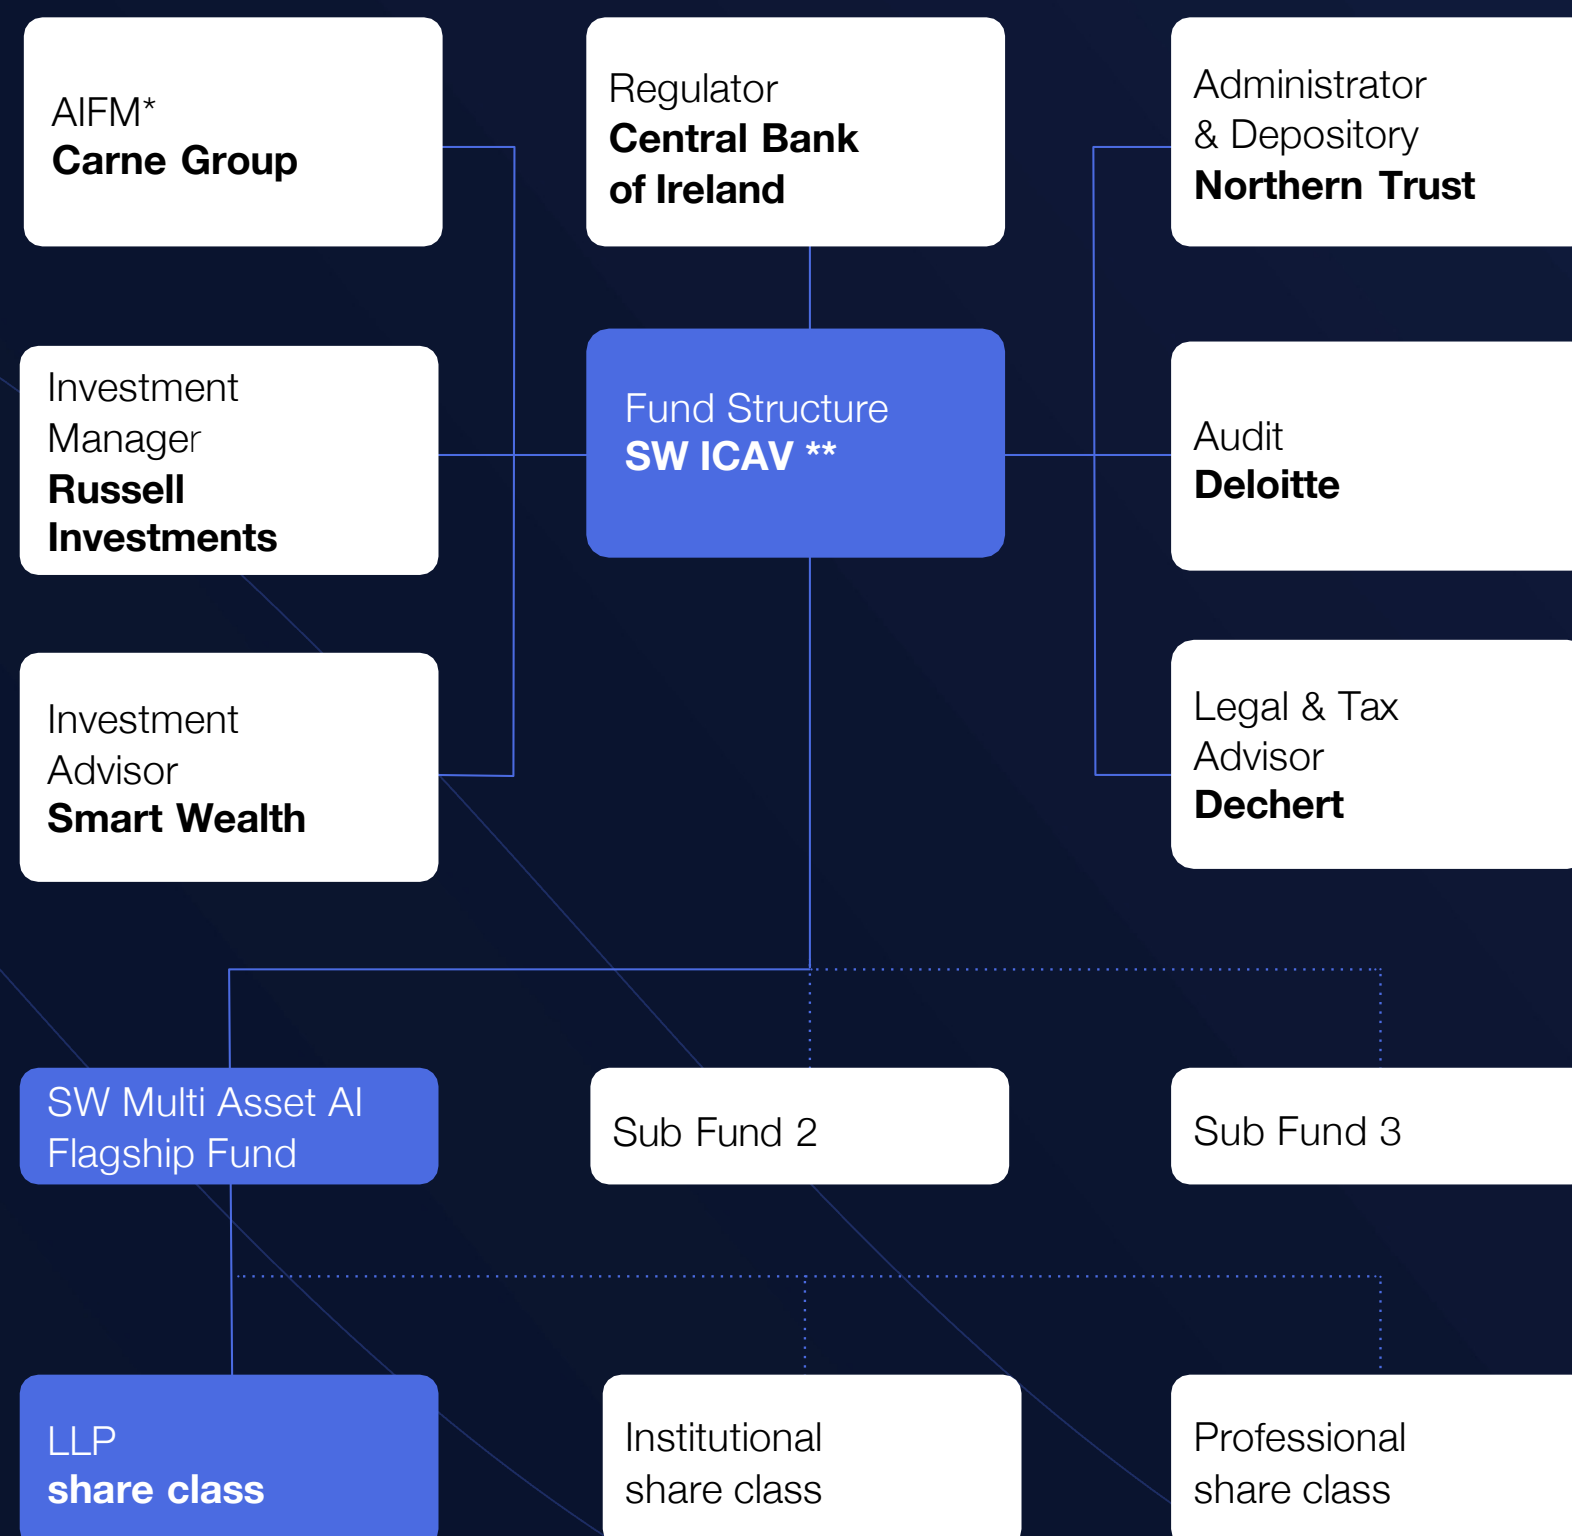 AIFM*
Carne Group
Regulator
Central Bank
of Ireland
Administrator
& Depository
Northern Trust
Investment
Manager
Russell
Investments
Fund Structure
SW ICAV **
Audit
Deloitte
Investment
Advisor
Smart Wealth
Legal & Tax
Advisor
Dechert
SW Multi Asset AI
Flagship Fund
Sub Fund 2
Sub Fund 3
LLP
share class
Institutional
share class
Professional
share class